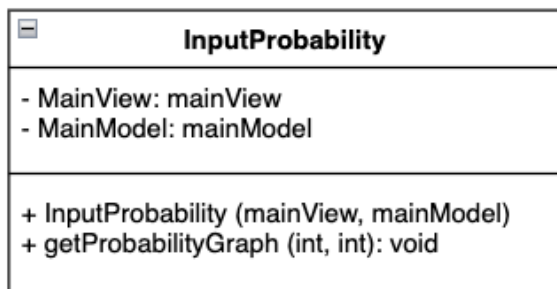 InputProbability
- MainView: mainView
- MainModel: mainModel
+ InputProbability (mainView, mainModel)
+ getProbabilityGraph (int, int): void